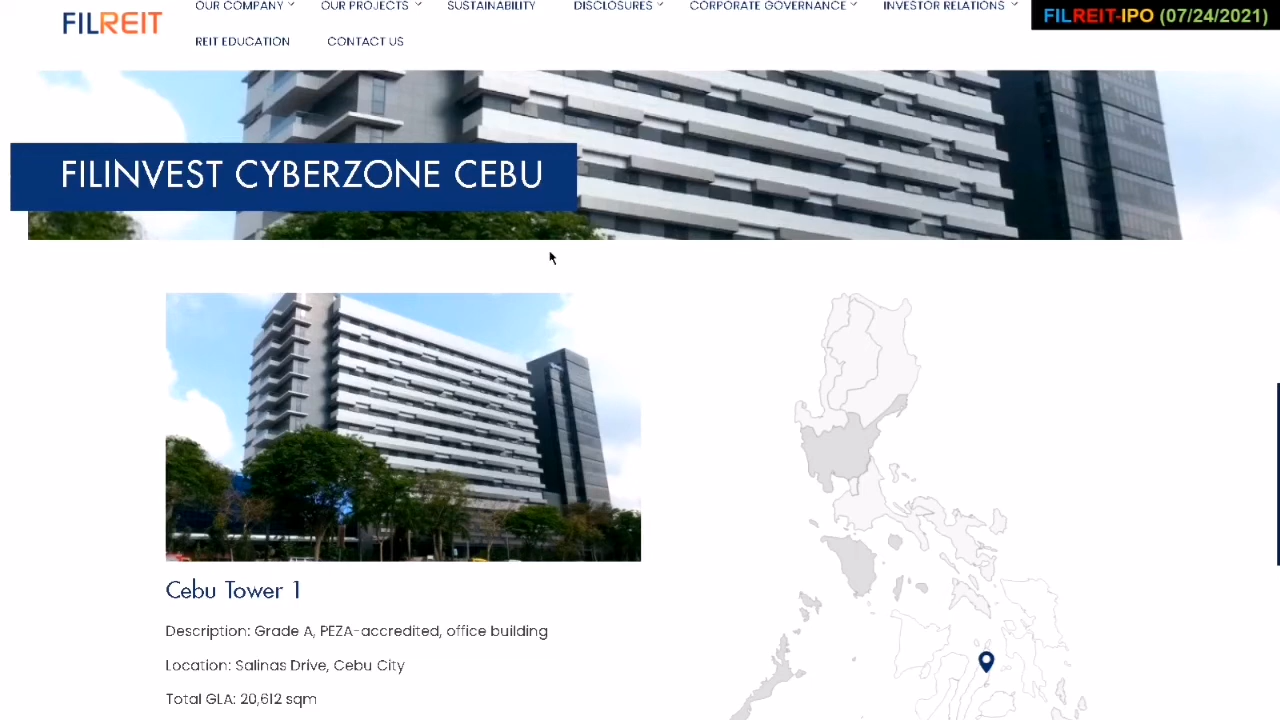 FILREIT
OUR COMPANY OUR PROJECTS SUSTAINABILITY DISCLOSURES CORPORATE GOVERNANCE INVESTOR RELATIONS
REIT EDUCATION CONTACT US
FILREIT-IPO (07/24/2021)
FILINVEST CYBERZONE CEBU
Cebu Tower 1
Description: Grade A, PEZA-accredited, office building
Location: Salinas Drive, Cebu City
Total GLA: 20,612 sqm